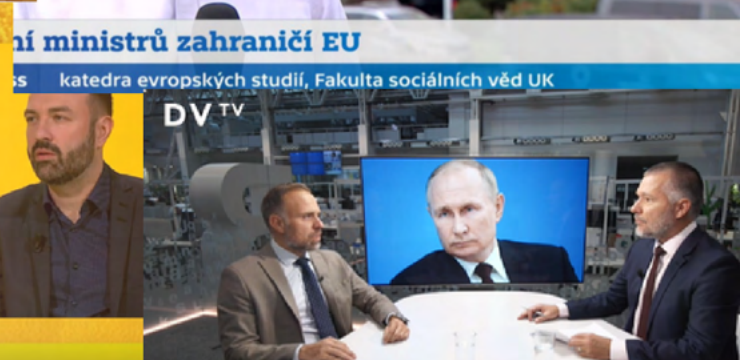 ní ministrů zahraničí EU
ss katedra evropských studií, Fakulta sociálních věd UK
DVTV